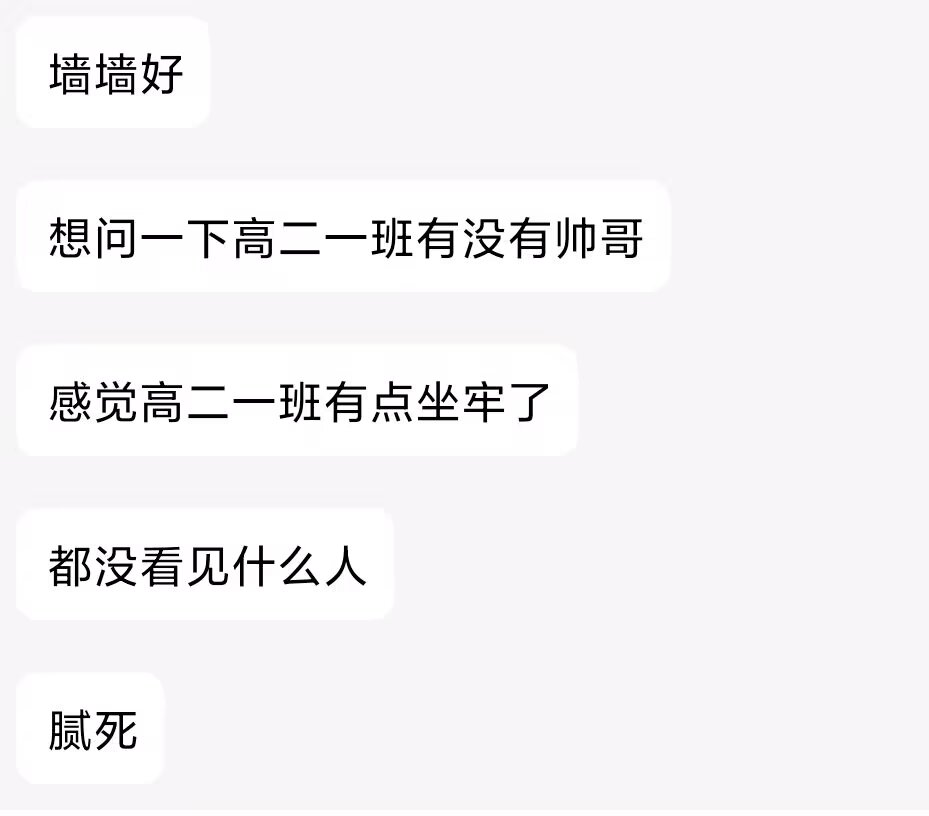 墙墙好
想问一下高二一班有没有帅哥
感觉高二一班有点坐牢了
都没看见什么人
腻死